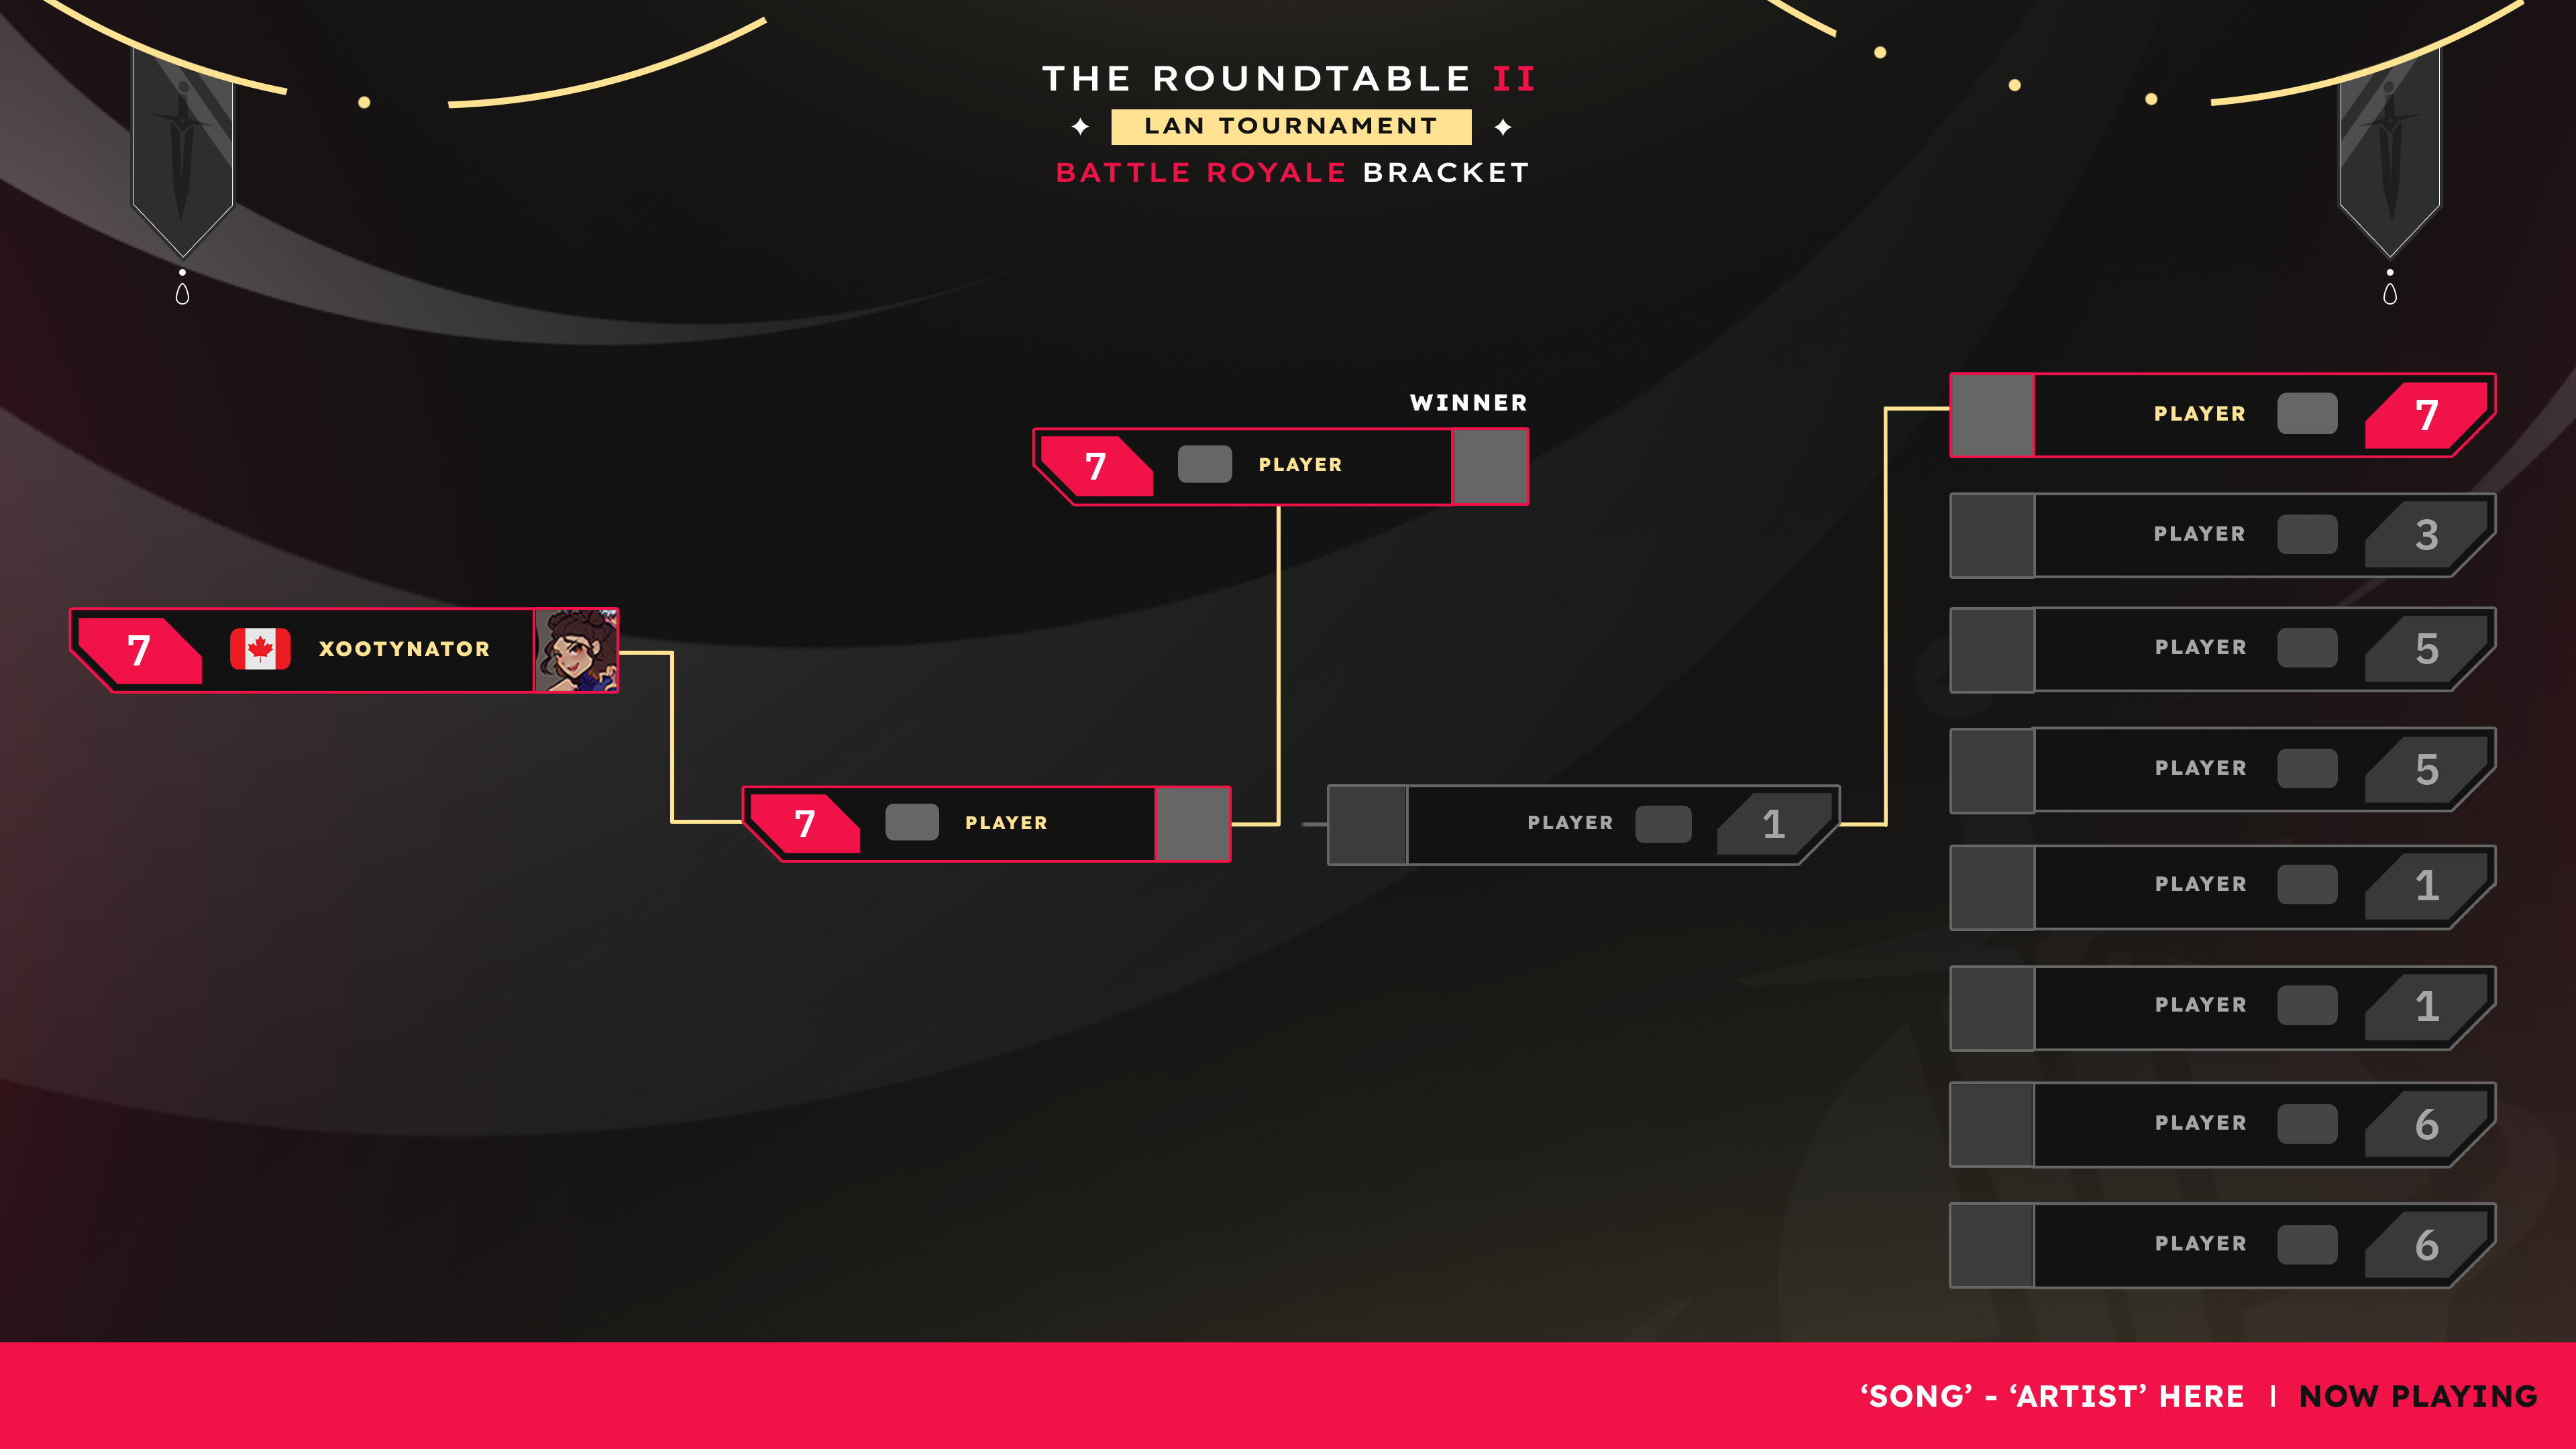 THE ROUNDTABLE II
LAN TOURNAMENT
BATTLE ROYALE BRACKET
WINNER
7 PLAYER
7 XOOTYNATOR
7 PLAYER
PLAYER 1
PLAYER 7
PLAYER 3
PLAYER 5
PLAYER 5
PLAYER 1
PLAYER 1
PLAYER 6
PLAYER 6
‘SONG’ - ‘ARTIST’ HERE | NOW PLAYING